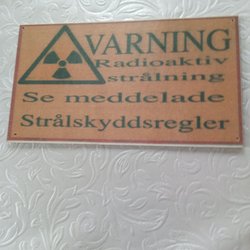 VARNING
Radioaktiv
strålning
Se meddelade
Strålskyddsregler